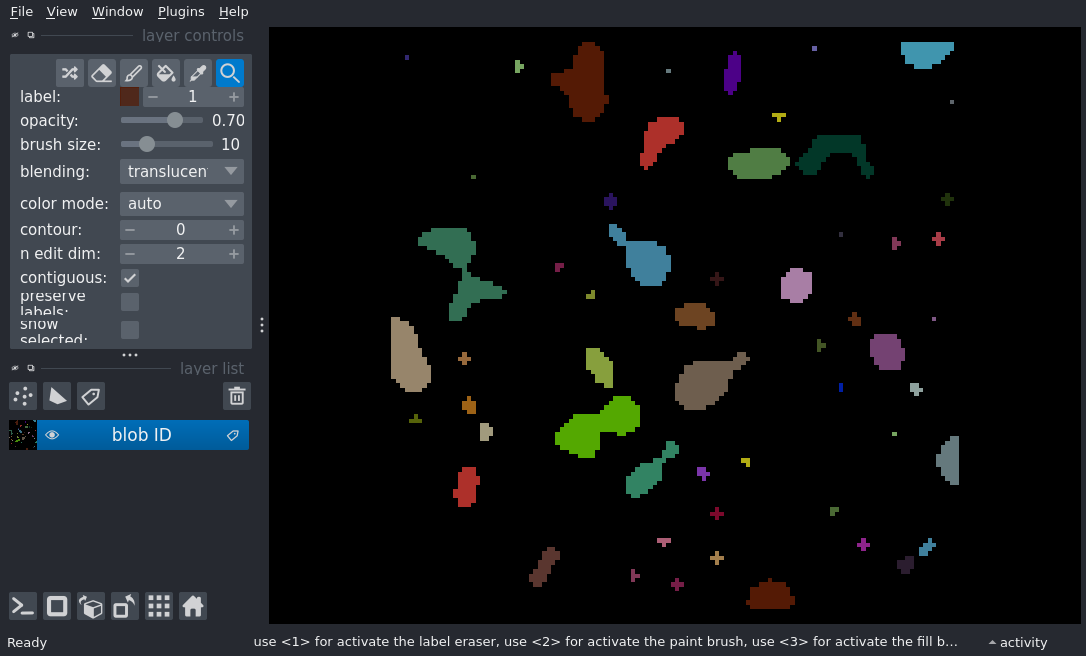 File View Window Plugins Help
layer controls
label: 1
opacity: 0.70
brush size: 10
blending: translucen
color mode: auto
contour: 0
n edit dim: 2
contiguous:
preserve
labels:
show
selected:
layer list
blob ID
Ready use <1> for activate the label eraser, use <2> for activate the paint brush, use <3> for activate the fill b... activity